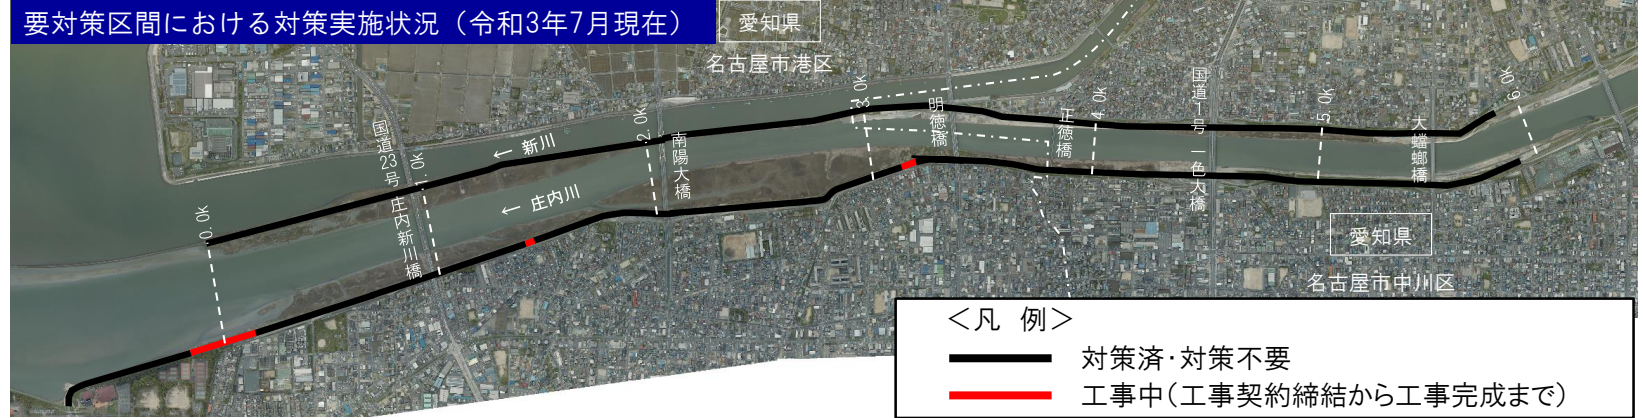 要対策区間における対策実施状況（令和3年7月現在）
愛知県
名古屋市港区
国道23号 庄内新川橋
南陽大橋
明徳橋
正徳橋
国道1号 一色大橋
大蟷螂橋
0.0k
1.0k
2.0k
3.0k
4.0k
5.0k
6.0k
← 新川
← 庄内川
愛知県
名古屋市中川区
＜凡 例＞
対策済・対策不要
工事中（工事契約締結から工事完成まで）